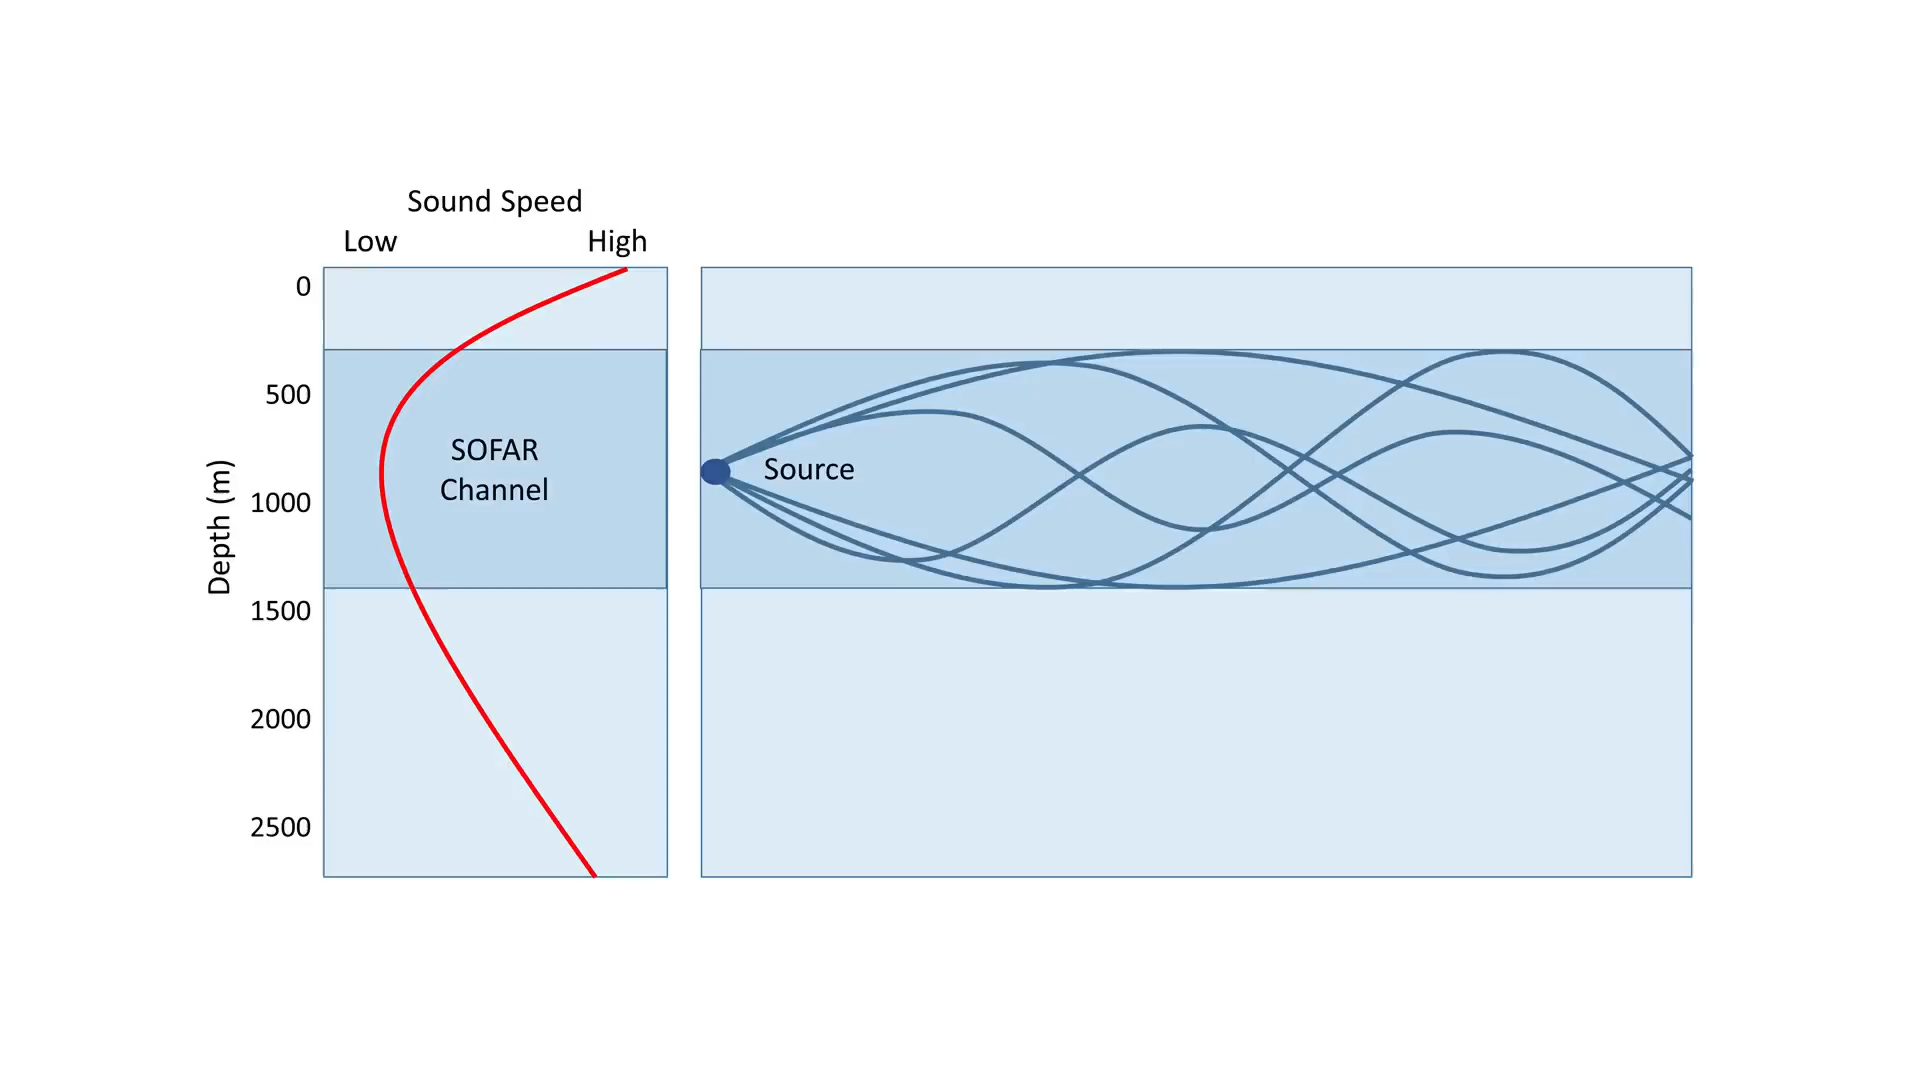 Sound Speed
Low High
0
500
1000
1500
2000
2500
Depth (m)
SOFAR
Channel
Source